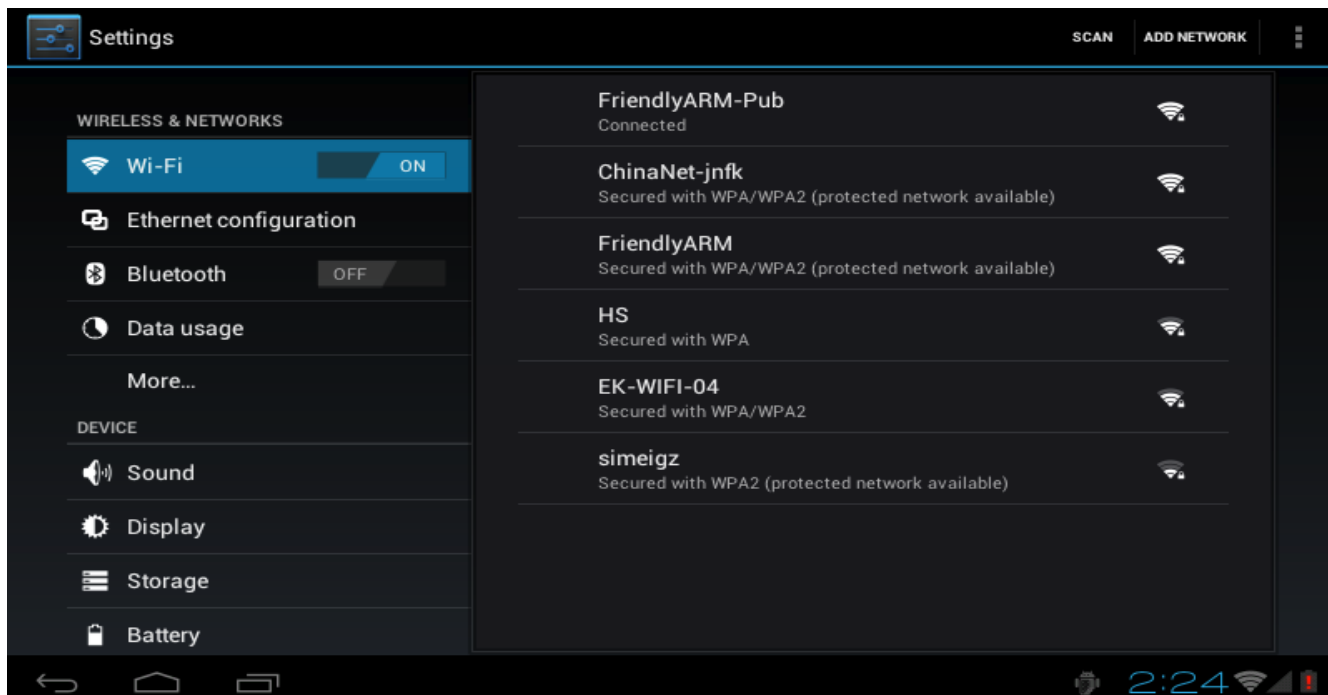 Settings
SCAN
ADD NETWORK
WIRELESS & NETWORKS
Wi-Fi
ON
Ethernet configuration
Bluetooth
OFF
Data usage
More...
DEVICE
Sound
Display
Storage
Battery
FriendlyARM-Pub
Connected
ChinaNet-jnfk
Secured with WPA/WPA2 (protected network available)
FriendlyARM
Secured with WPA/WPA2 (protected network available)
HS
Secured with WPA
EK-WIFI-04
Secured with WPA/WPA2
simeigz
Secured with WPA2 (protected network available)
2:24